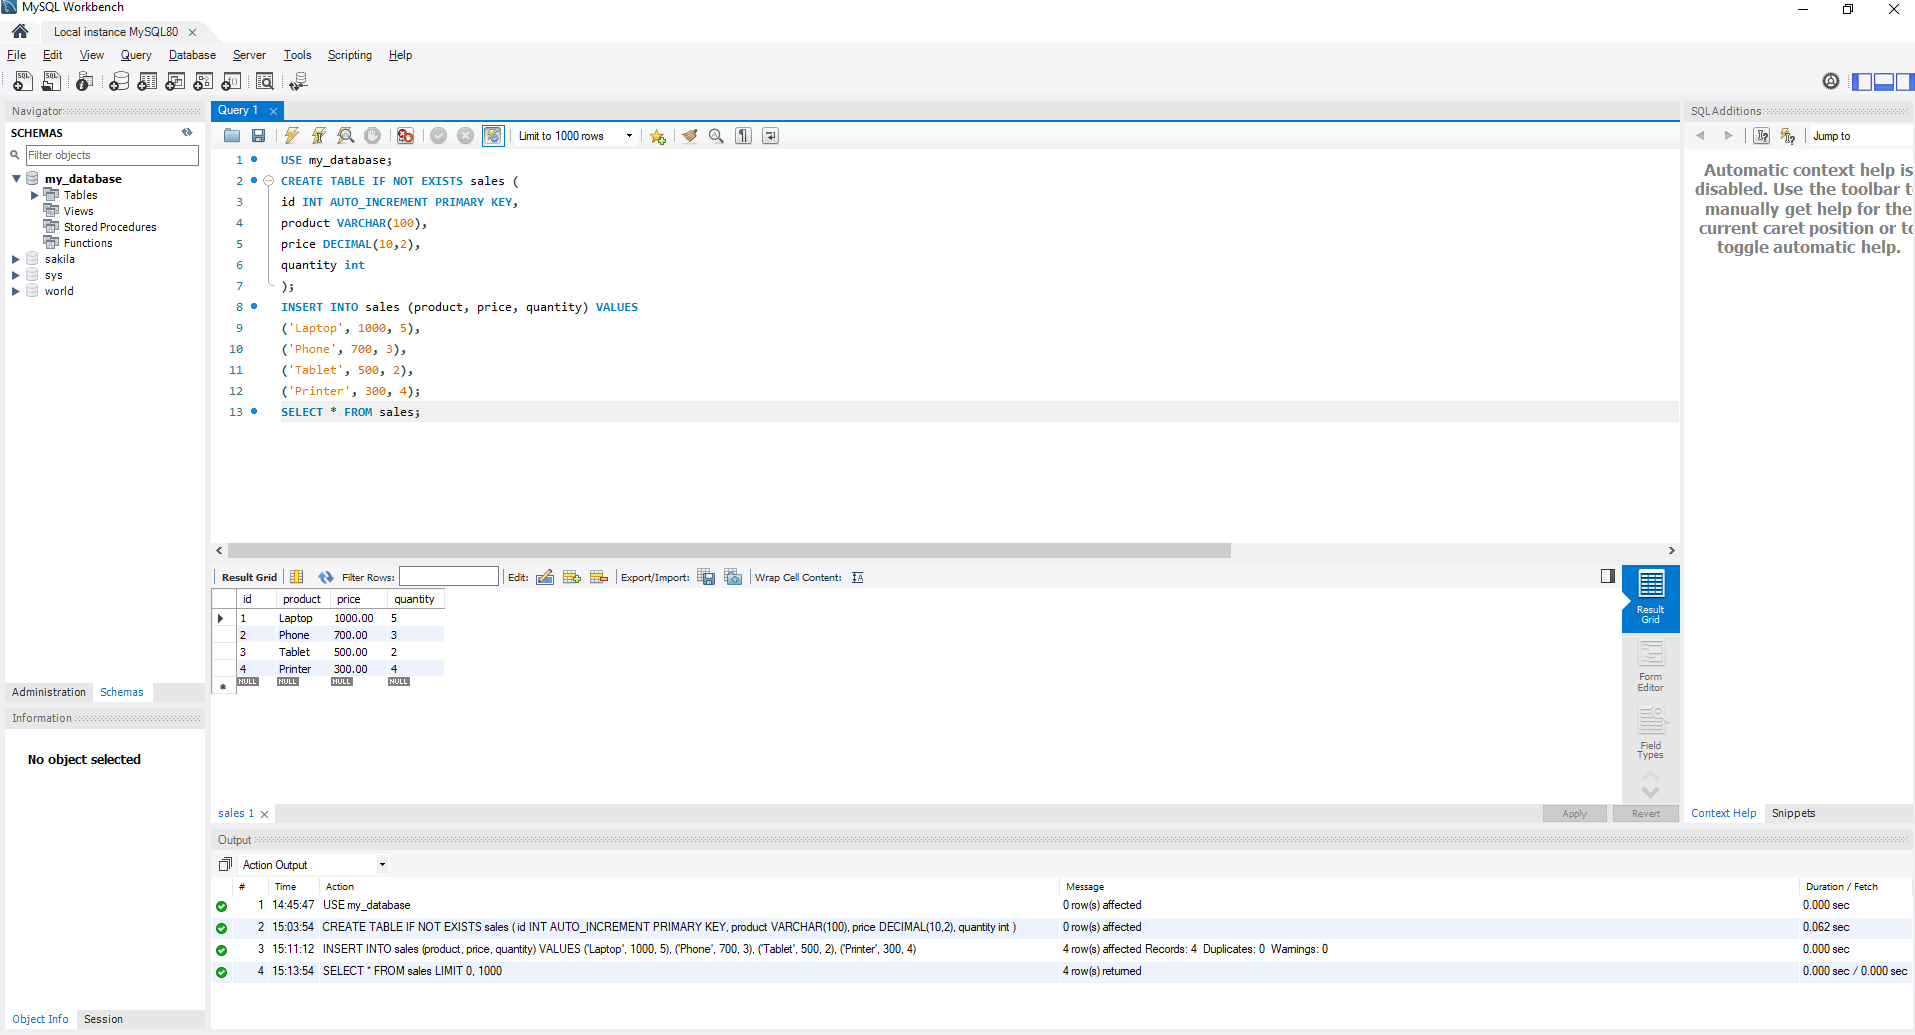 MySQL Workbench
Local instance MySQL80
File Edit View Query Database Server Tools Scripting Help
Navigator
SCHEMAS
Filter objects
my_database
Tables
Views
Stored Procedures
Functions
sakila
sys
world
Administration Schemas
Information
No object selected
Object Info Session
Query 1
Limit to 1000 rows
1 USE my_database;
2 CREATE TABLE IF NOT EXISTS sales (
3 id INT AUTO_INCREMENT PRIMARY KEY,
4 product VARCHAR(100),
5 price DECIMAL(10,2),
6 quantity int
7 );
8 INSERT INTO sales (product, price, quantity) VALUES
9 ('Laptop', 1000, 5),
10 ('Phone', 700, 3),
11 ('Tablet', 500, 2),
12 ('Printer', 300, 4);
13 SELECT * FROM sales;
Result Grid Filter Rows: Edit: Export/Import: Wrap Cell Content:
id product price quantity
1 Laptop 1000.00 5
2 Phone 700.00 3
3 Tablet 500.00 2
4 Printer 300.00 4
NULL NULL NULL NULL
Result
Grid
Form
Editor
Field
Types
sales 1
Apply Revert
SQLAdditions
Jump to
Automatic context help is
disabled. Use the toolbar t
manually get help for the
current caret position or to
toggle automatic help.
Context Help Snippets
Output
Action Output
# Time Action Message Duration / Fetch
1 14:45:47 USE my_database 0 row(s) affected 0.000 sec
2 15:03:54 CREATE TABLE IF NOT EXISTS sales ( id INT AUTO_INCREMENT PRIMARY KEY, product VARCHAR(100), price DECIMAL(10,2), quantity int ) 0 row(s) affected 0.062 sec
3 15:11:12 INSERT INTO sales (product, price, quantity) VALUES ('Laptop', 1000, 5), ('Phone', 700, 3), ('Tablet', 500, 2), ('Printer', 300, 4) 4 row(s) affected Records: 4 Duplicates: 0 Warnings: 0 0.000 sec
4 15:13:54 SELECT * FROM sales LIMIT 0, 1000 4 row(s) returned 0.000 sec / 0.000 sec